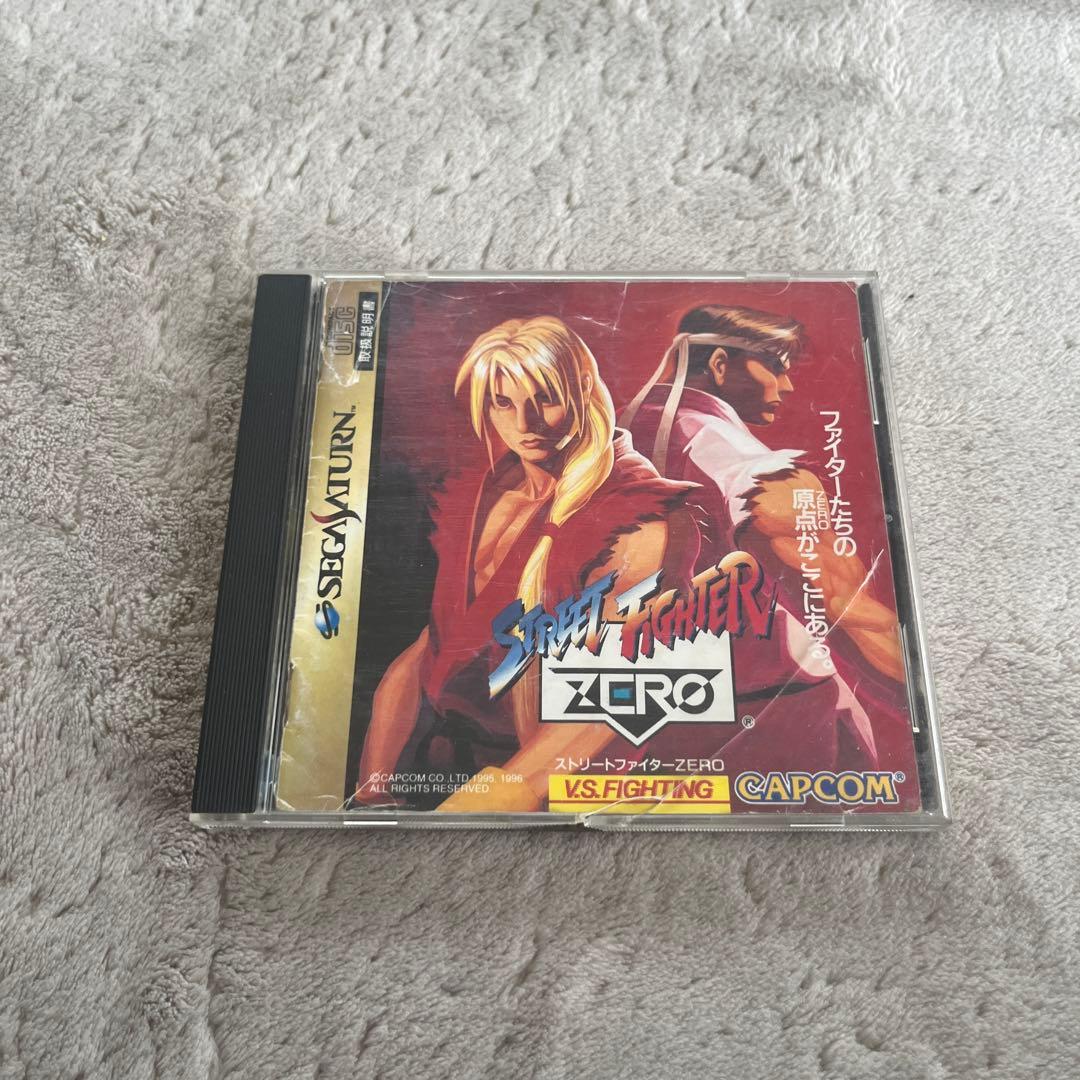 DISC
取扱説明書
SEGA SATURN™
ファイターたちの
ZERO
原点がここにある。
STREET FIGHTER
ZERO
®
ストリートファイターZERO
©CAPCOM CO., LTD. 1995, 1996
ALL RIGHTS RESERVED.
V.S. FIGHTING
CAPCOM®